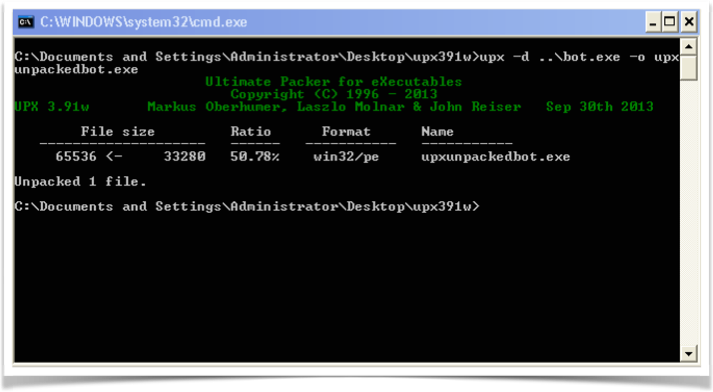 C:\WINDOWS\system32\cmd.exe
C:\Documents and Settings\Administrator\Desktop\upx391w>upx -d ..\bot.exe -o upx
unpackedbot.exe
Ultimate Packer for eXecutables
Copyright (C) 1996 - 2013
UPX 3.91w Markus Oberhumer, Laszlo Molnar & John Reiser Sep 30th 2013
File size Ratio Format Name
-------------------- ------ ----------- -----------
65536 <- 33280 50.78% win32/pe upxunpackedbot.exe
Unpacked 1 file.
C:\Documents and Settings\Administrator\Desktop\upx391w>